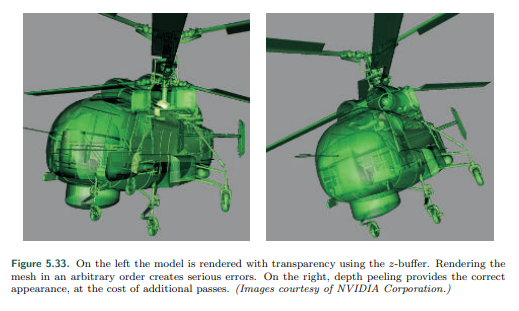 Figure 5.33. On the left the model is rendered with transparency using the z-buffer. Rendering the
mesh in an arbitrary order creates serious errors. On the right, depth peeling provides the correct
appearance, at the cost of additional passes. (Images courtesy of NVIDIA Corporation.)